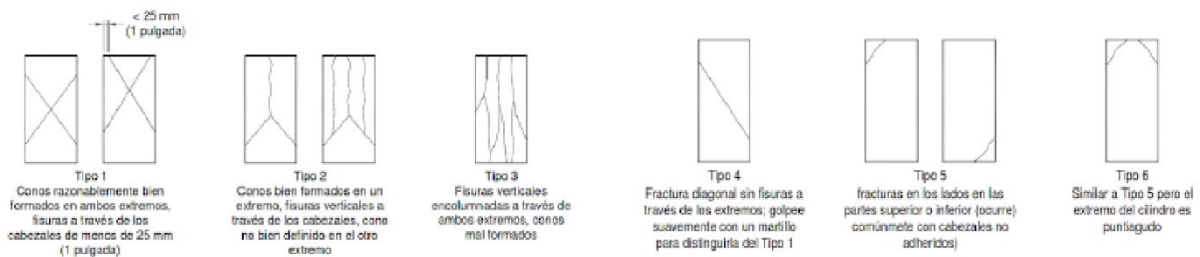 < 25 mm
(1 pulgada)
Tipo 1
Conos razonablemente bien
formados en ambos extremos,
fisuras a través de los
cabezales de menos de 25 mm
(1 pulgada)
Tipo 2
Conos bien formados en un
extremo, fisuras verticales a
través de los cabezales, cono
no bien definido en el otro
extremo
Tipo 3
Fisuras verticales
encolumnadas a través de
ambos extremos, conos
mal formados
Tipo 4
Fractura diagonal sin fisuras a
través de los extremos; golpee
suavemente con un martillo
para distinguirla del Tipo 1
Tipo 5
fracturas en los lados en las
partes superior o inferior (ocurre)
comúnmete con cabezales no
adheridos)
Tipo 6
Similar a Tipo 5 pero el
extremo del cilindro es
puntiagudo